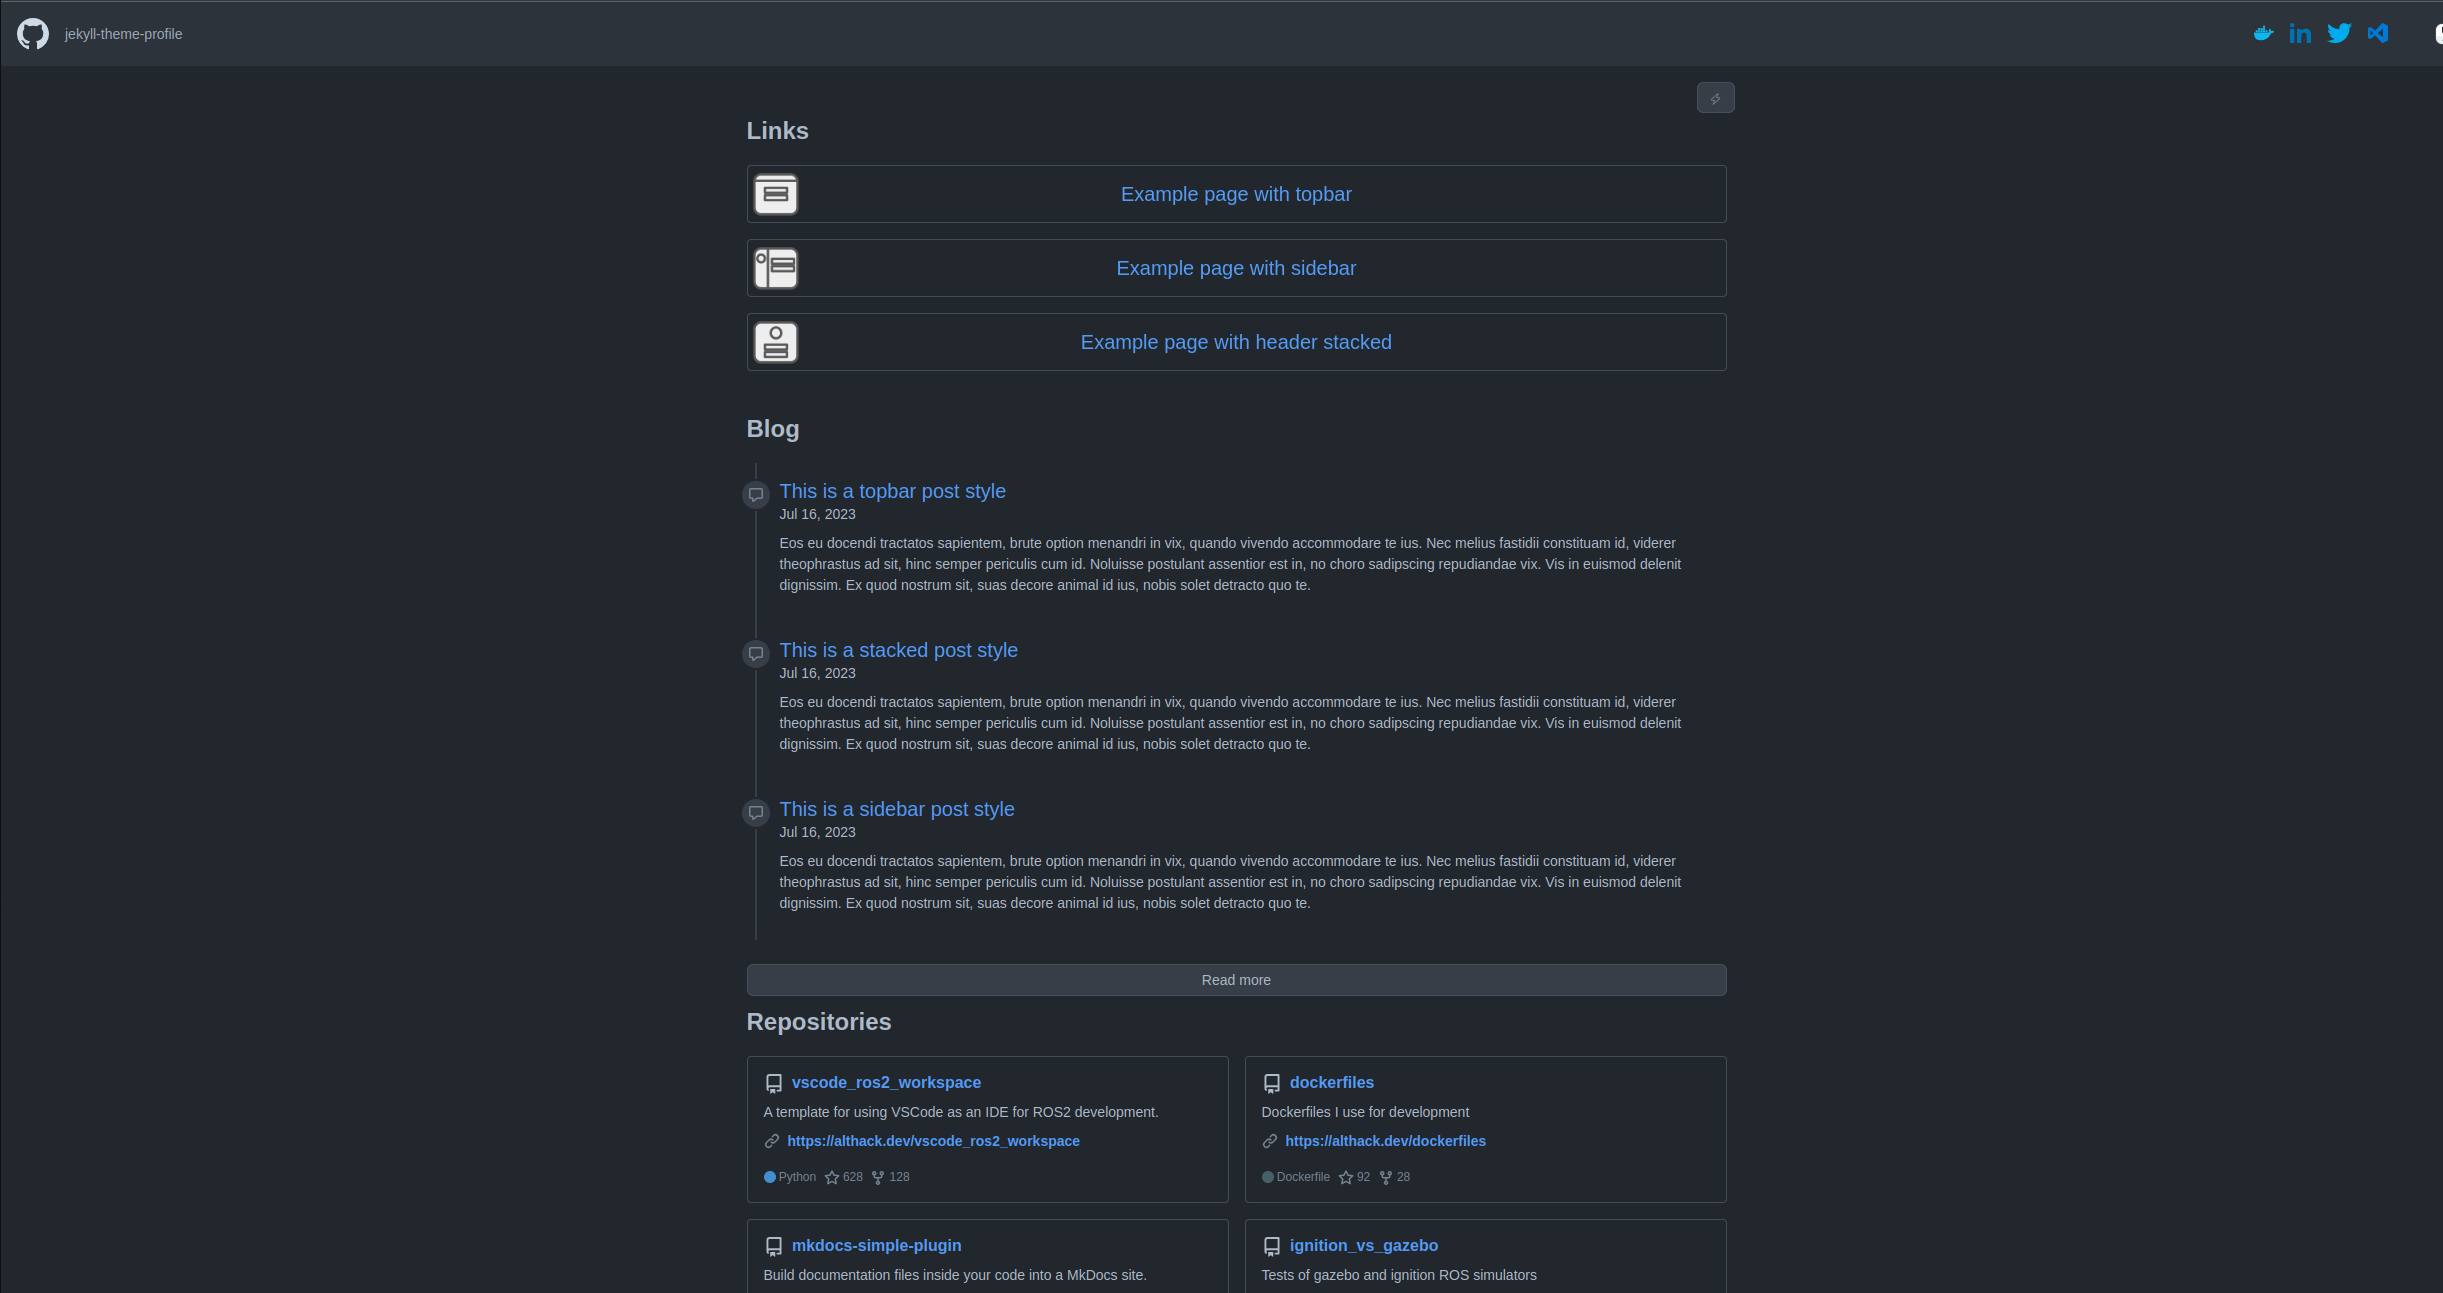 jekyll-theme-profile
Links
Example page with topbar
Example page with sidebar
Example page with header stacked
Blog
This is a topbar post style
Jul 16, 2023
Eos eu docendi tractatos sapientem, brute option menandri in vix, quando vivendo accommodare te ius. Nec melius fastidii constituam id, viderer
theophrastus ad sit, hinc semper periculis cum id. Noluisse postulant assentior est in, no choro sadipscing repudiandae vix. Vis in euismod delenit
dignissim. Ex quod nostrum sit, suas decore animal id ius, nobis solet detracto quo te.
This is a stacked post style
Jul 16, 2023
Eos eu docendi tractatos sapientem, brute option menandri in vix, quando vivendo accommodare te ius. Nec melius fastidii constituam id, viderer
theophrastus ad sit, hinc semper periculis cum id. Noluisse postulant assentior est in, no choro sadipscing repudiandae vix. Vis in euismod delenit
dignissim. Ex quod nostrum sit, suas decore animal id ius, nobis solet detracto quo te.
This is a sidebar post style
Jul 16, 2023
Eos eu docendi tractatos sapientem, brute option menandri in vix, quando vivendo accommodare te ius. Nec melius fastidii constituam id, viderer
theophrastus ad sit, hinc semper periculis cum id. Noluisse postulant assentior est in, no choro sadipscing repudiandae vix. Vis in euismod delenit
dignissim. Ex quod nostrum sit, suas decore animal id ius, nobis solet detracto quo te.
Read more
Repositories
vscode_ros2_workspace
A template for using VSCode as an IDE for ROS2 development.
https://althack.dev/vscode_ros2_workspace
Python 628 128
dockerfiles
Dockerfiles I use for development
https://althack.dev/dockerfiles
Dockerfile 92 28
mkdocs-simple-plugin
Build documentation files inside your code into a MkDocs site.
ignition_vs_gazebo
Tests of gazebo and ignition ROS simulators